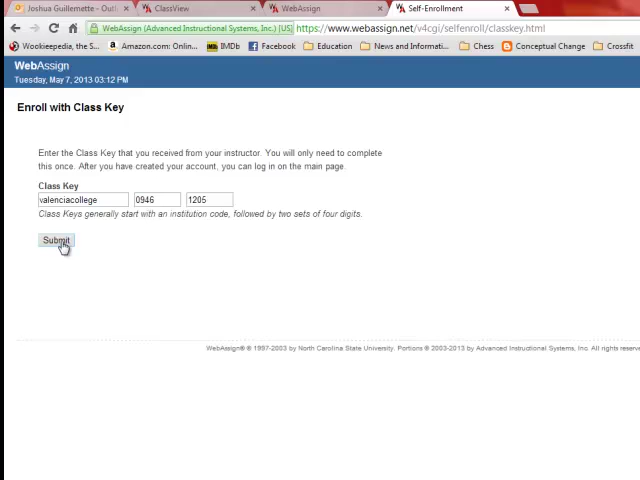 Joshua Guillemette - Out
ClassView
WebAssign
Self-Enrollment
WebAssign (Advanced Instructional Systems, Inc.) [US]
https://www.webassign.net/v4cgi/selfenroll/classkey.html
Wookieepedia, the S...
Amazon.com: Onlin...
IMDb
Facebook
Education
News and Informati...
Chess
Conceptual Change
Crossfit
WebAssign
Tuesday, May 7, 2013 03:12 PM
Enroll with Class Key
Enter the Class Key that you received from your instructor. You will only need to complete
this once. After you have created your account, you can log in on the main page.
Class Key
valenciacollege 0946 1205
Class Keys generally start with an institution code, followed by two sets of four digits.
Submit
WebAssign® © 1997-2003 by North Carolina State University. Portions © 2003-2013 by Advanced Instructional Systems, Inc. All rights reserve